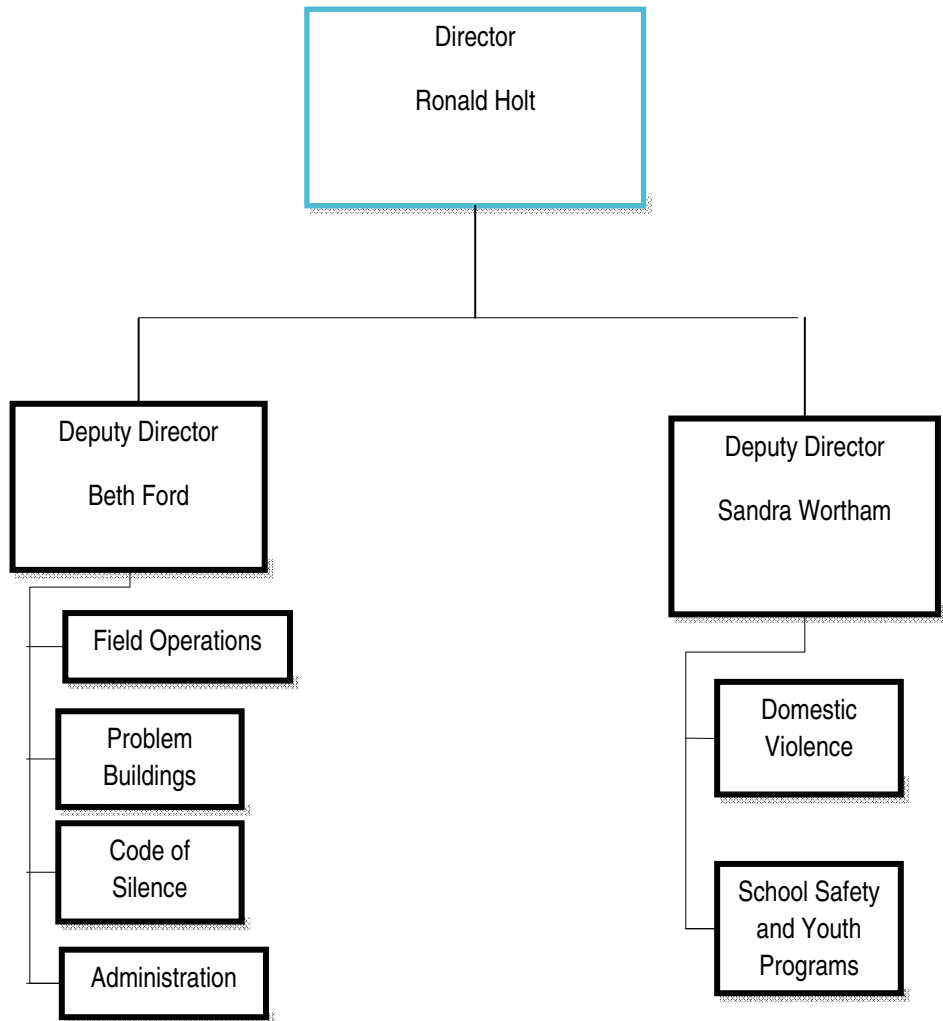 Director
Ronald Holt
Deputy Director
Beth Ford
Field Operations
Problem
Buildings
Code of
Silence
Administration
Deputy Director
Sandra Wortham
Domestic
Violence
School Safety
and Youth
Programs